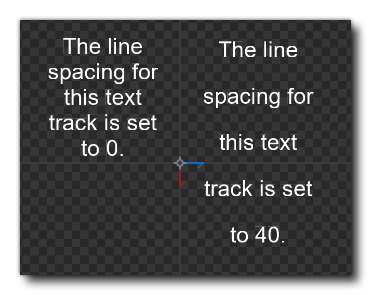 The line
spacing for
this text
track is set
to 0.
The line
spacing for
this text
track is set
to 40.